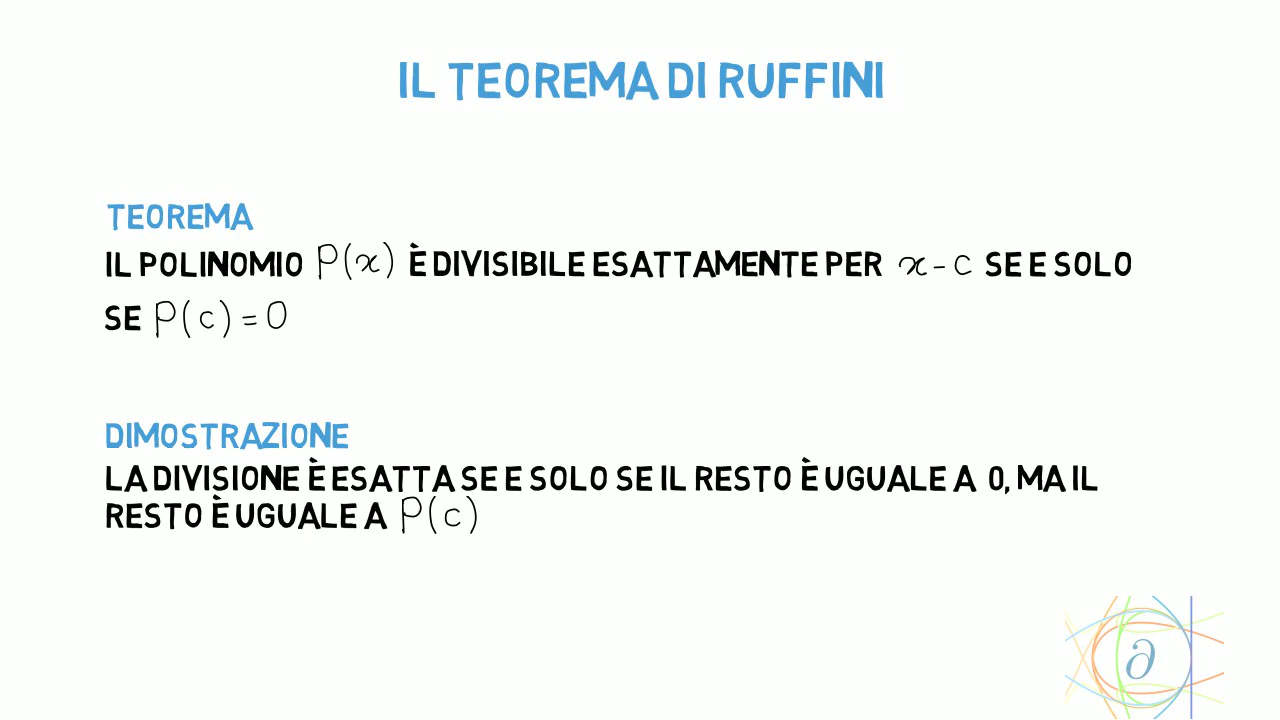 IL TEOREMA DI RUFFINI
TEOREMA
IL POLINOMIO P(x) È DIVISIBILE ESATTAMENTE PER x-c SE E SOLO
SE P(c)=0
DIMOSTRAZIONE
LA DIVISIONE È ESATTA SE E SOLO SE IL RESTO È UGUALE A 0, MA IL
RESTO È UGUALE A P(c)
∂